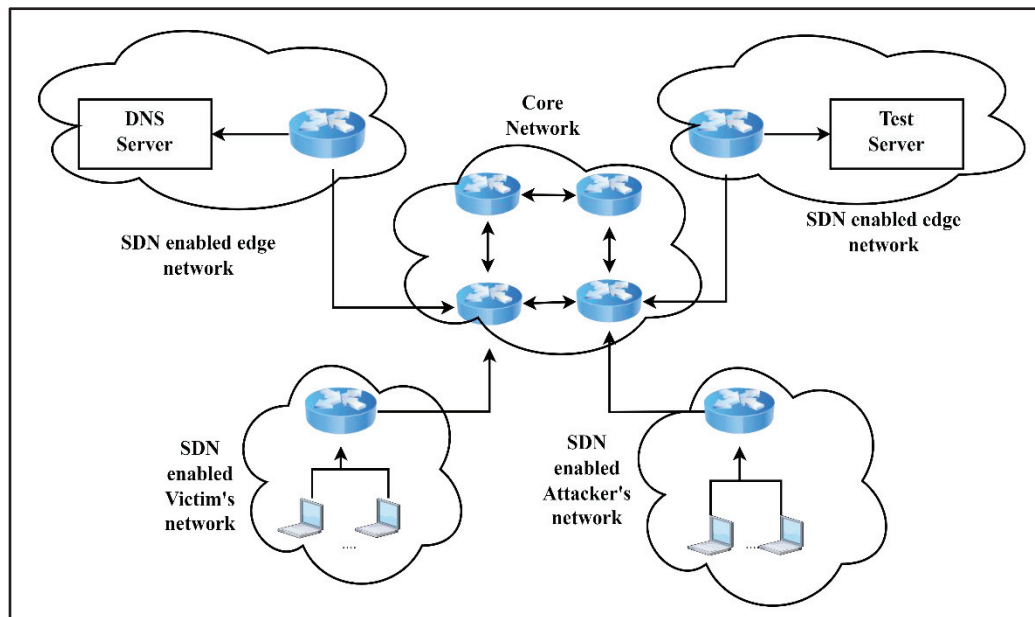 DNS
Server
SDN enabled edge
network
Core
Network
Test
Server
SDN enabled edge
network
SDN
enabled
Victim's
network
....
SDN
enabled
Attacker's
network
....